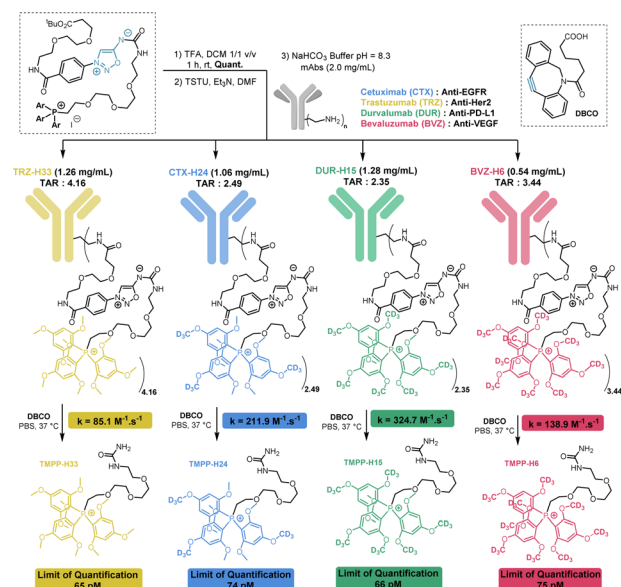 ᵗBuO₂C
1) TFA, DCM 1/1 v/v
1 h, rt, Quant.
2) TSTU, Et₃N, DMF
3) NaHCO₃ Buffer pH = 8.3
mAbs (2.0 mg/mL)
Cetuximab (CTX) : Anti-EGFR
Trastuzumab (TRZ) : Anti-Her2
Durvalumab (DUR) : Anti-PD-L1
Bevaluzumab (BVZ) : Anti-VEGF
COOH
DBCO
TRZ-H33 (1.26 mg/mL)
TAR : 4.16
CTX-H24 (1.06 mg/mL)
TAR : 2.49
DUR-H15 (1.28 mg/mL)
TAR : 2.35
BVZ-H6 (0.54 mg/mL)
TAR : 3.44
4.16
2.49
2.35
3.44
DBCO
PBS, 37 °C
k = 85.1 M⁻¹.s⁻¹
DBCO
PBS, 37 °C
k = 211.9 M⁻¹.s⁻¹
DBCO
PBS, 37 °C
k = 324.7 M⁻¹.s⁻¹
DBCO
PBS, 37 °C
k = 138.9 M⁻¹.s⁻¹
TMPP-H33
TMPP-H24
TMPP-H15
TMPP-H6
Limit of Quantification
65 pM
Limit of Quantification
74 pM
Limit of Quantification
66 pM
Limit of Quantification
75 pM